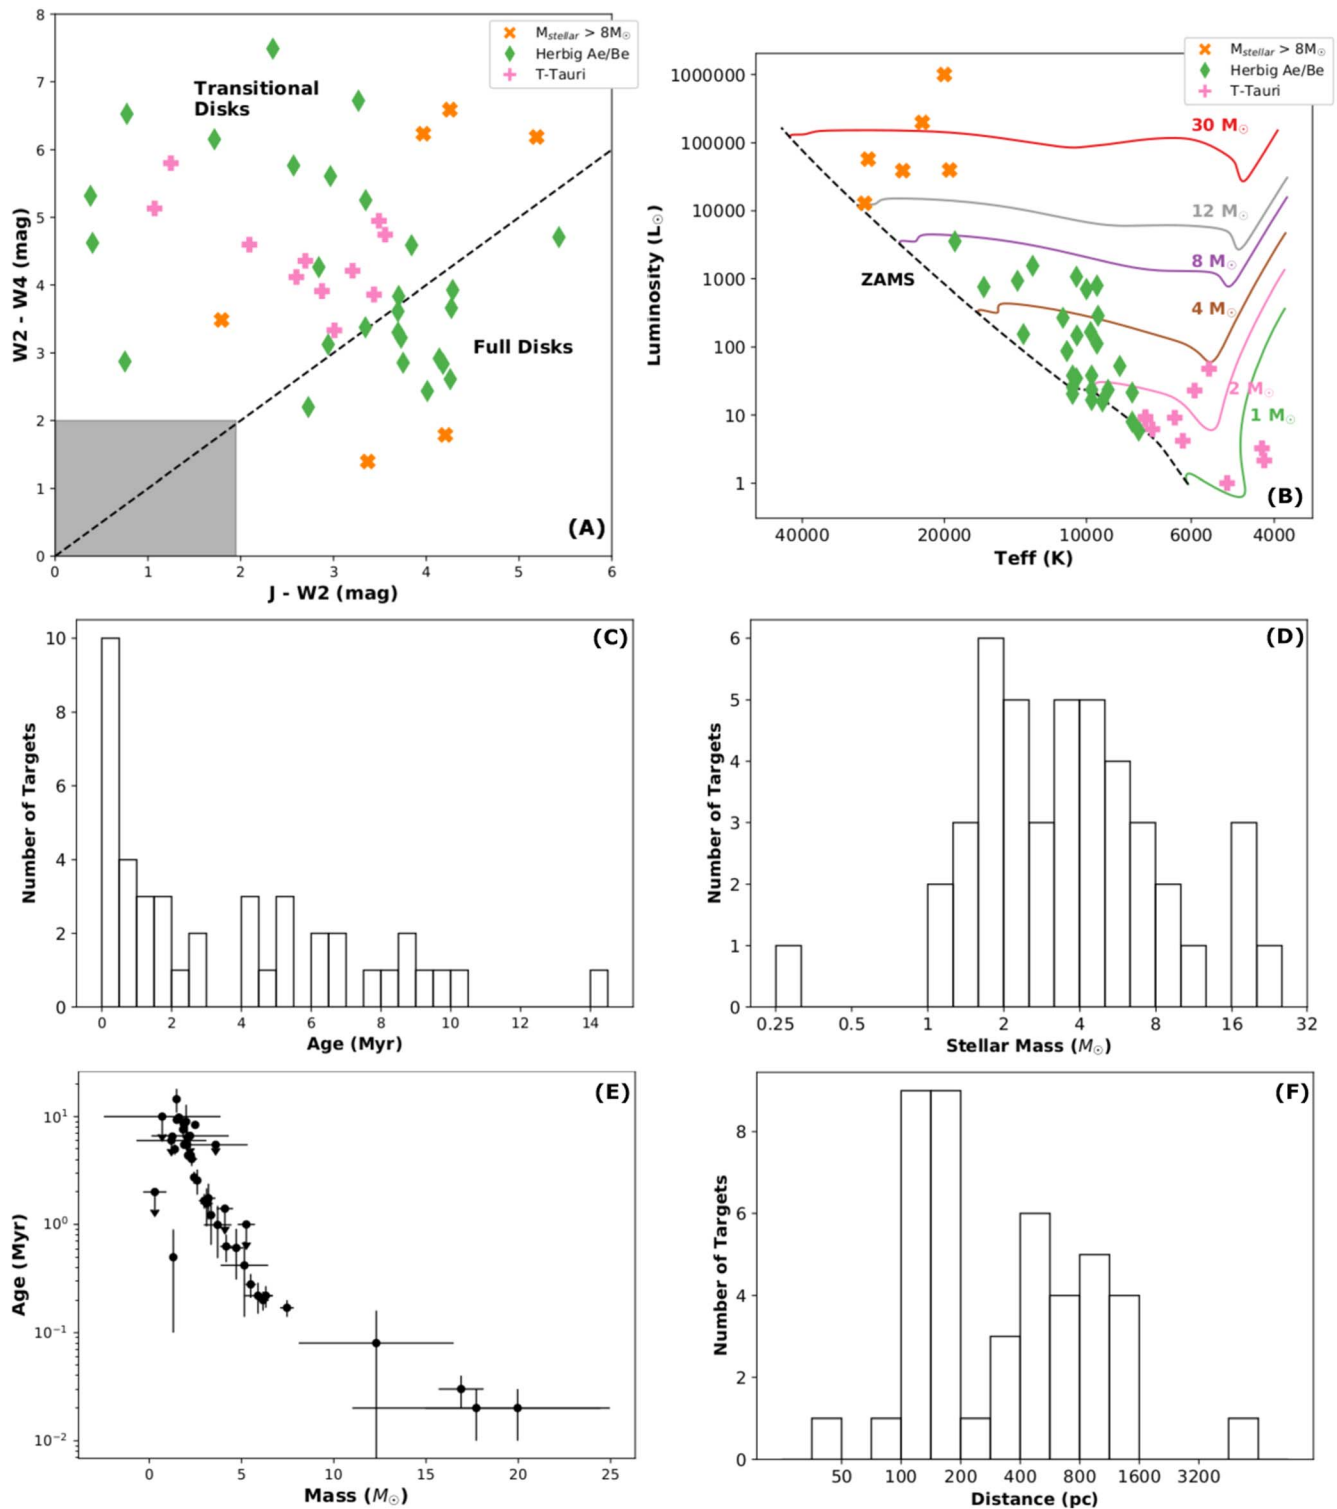 8
7
6
5
4
3
2
1
0
0
1
2
3
4
5
6
W2 - W4 (mag)
J - W2 (mag)
Transitional
Disks
Full Disks
M_stellar > 8M☉
Herbig Ae/Be
T-Tauri
(A)
1000000
100000
10000
1000
100
10
1
40000
20000
10000
6000
4000
Luminosity (L☉)
Teff (K)
M_stellar > 8M☉
Herbig Ae/Be
T-Tauri
30 M☉
12 M☉
8 M☉
4 M☉
2 M☉
1 M☉
ZAMS
(B)
10
8
6
4
2
0
0
2
4
6
8
10
12
14
Number of Targets
Age (Myr)
(C)
6
5
4
3
2
1
0
0.25
0.5
1
2
4
8
16
32
Number of Targets
Stellar Mass (M☉)
(D)
10¹
10⁰
10⁻¹
10⁻²
0
5
10
15
20
25
Age (Myr)
Mass (M☉)
(E)
8
6
4
2
0
50
100
200
400
800
1600
3200
Number of Targets
Distance (pc)
(F)